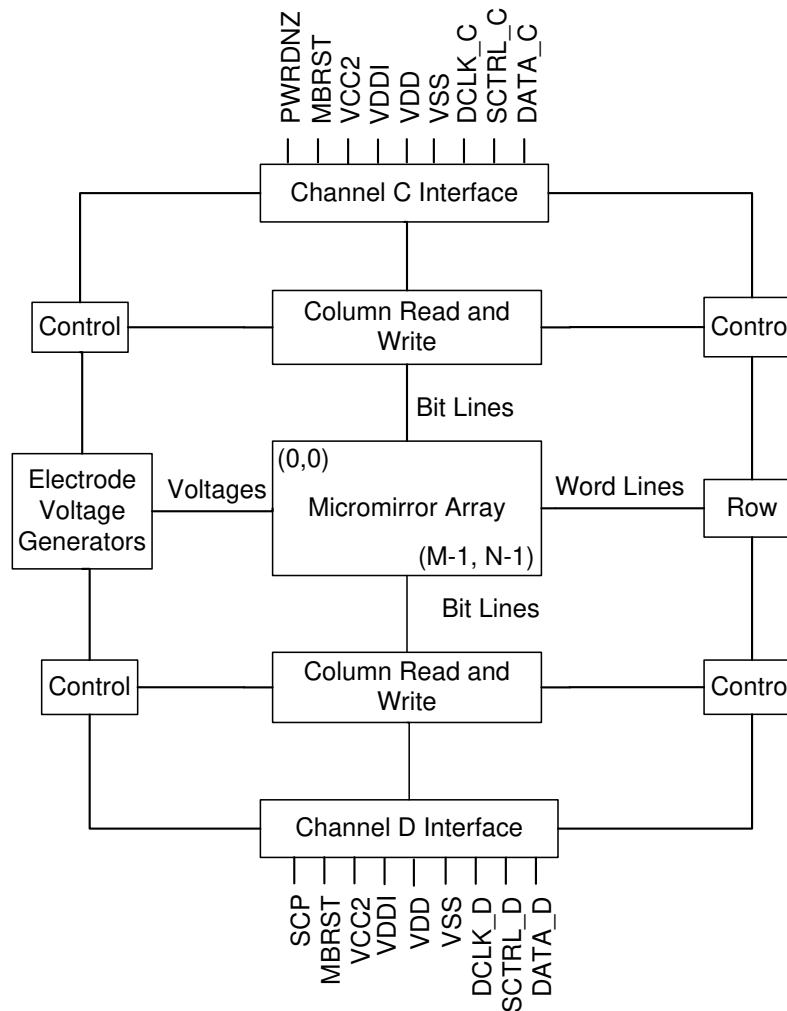 PWRDNZ
MBRST
VCC2
VDDI
VDD
VSS
DCLK_C
SCTRL_C
DATA_C
Channel C Interface
Control
Column Read and
Write
Control
Bit Lines
Electrode
Voltage
Generators
Voltages
(0,0)
Micromirror Array
(M-1, N-1)
Word Lines
Row
Bit Lines
Control
Column Read and
Write
Control
Channel D Interface
SCP
MBRST
VCC2
VDDI
VDD
VSS
DCLK_D
SCTRL_D
DATA_D